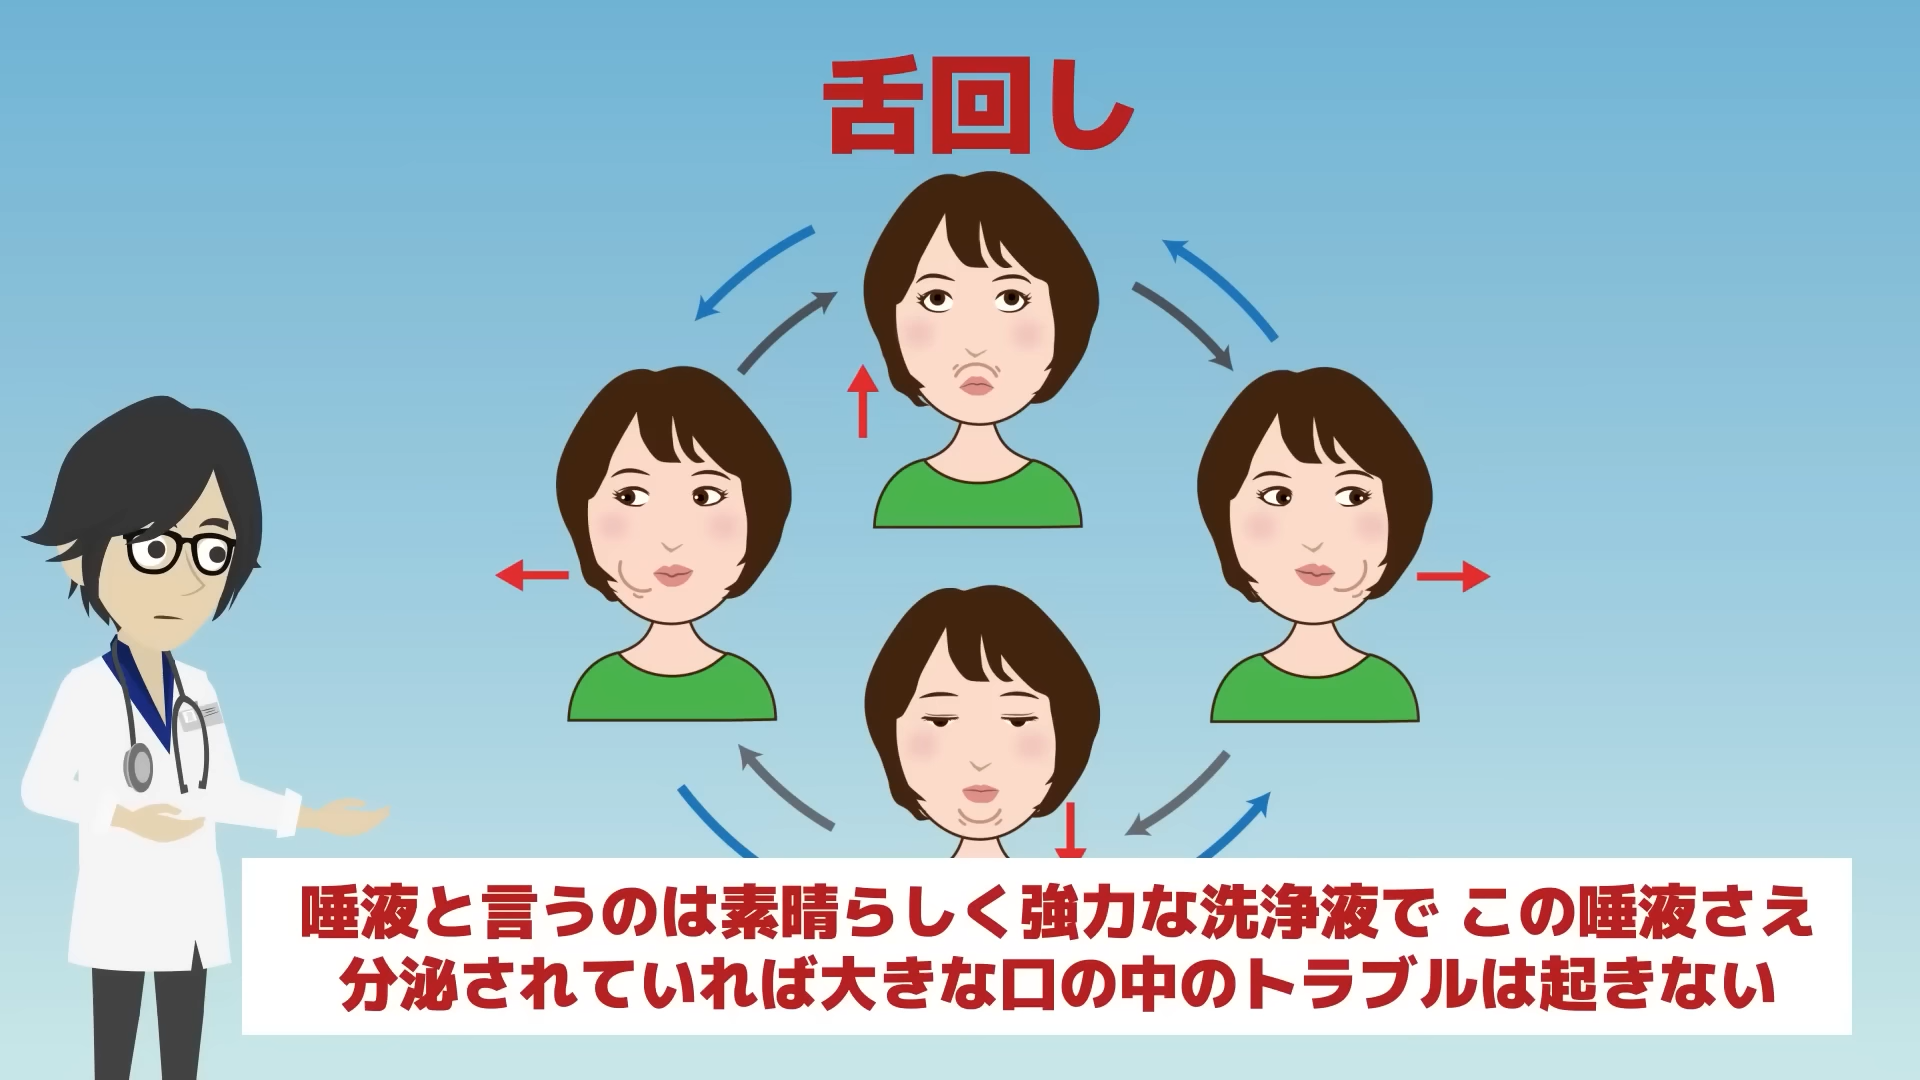 舌回し
唾液と言うのは素晴らしく強力な洗浄液で この唾液さえ
分泌されていれば大きな口の中のトラブルは起きない